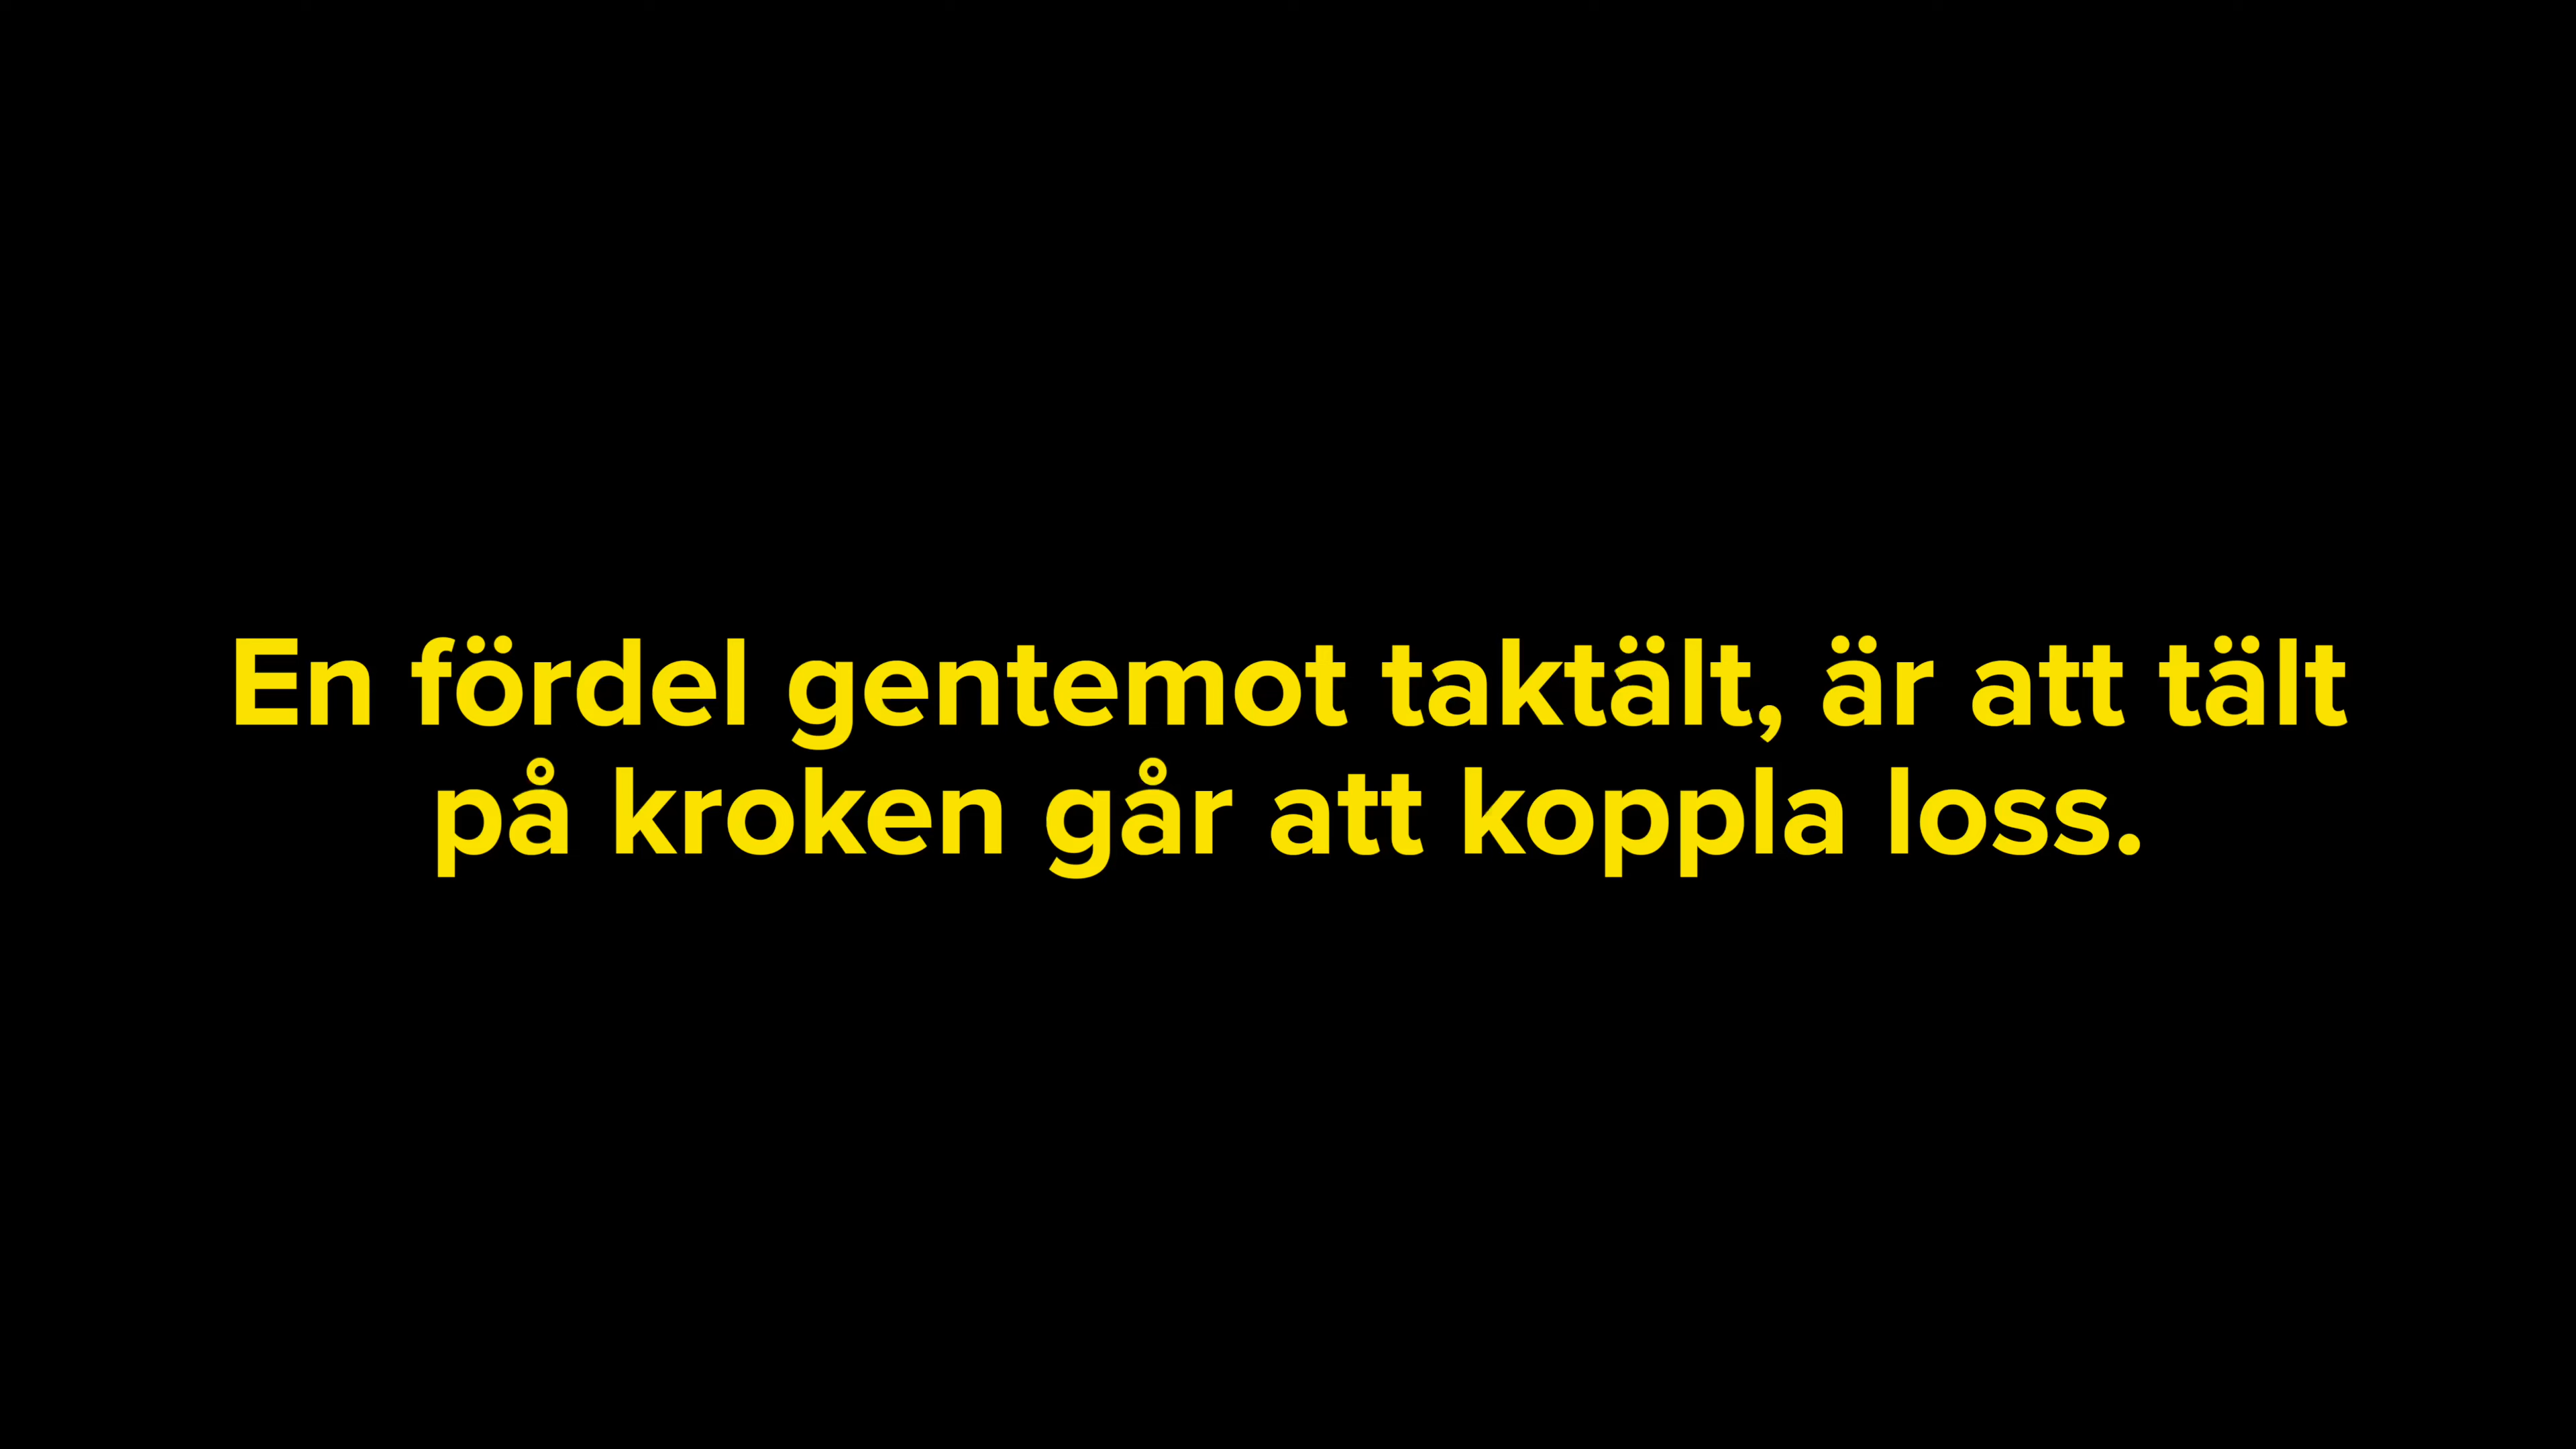 En fördel gentemot taktält, är att tält
på kroken går att koppla loss.